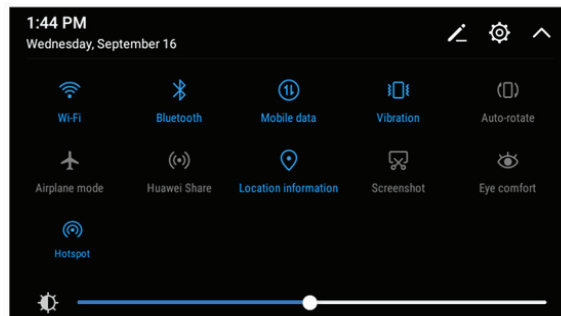 1:44 PM
Wednesday, September 16
Wi-Fi Bluetooth Mobile data Vibration Auto-rotate
Airplane mode Huawei Share Location information Screenshot Eye comfort
Hotspot